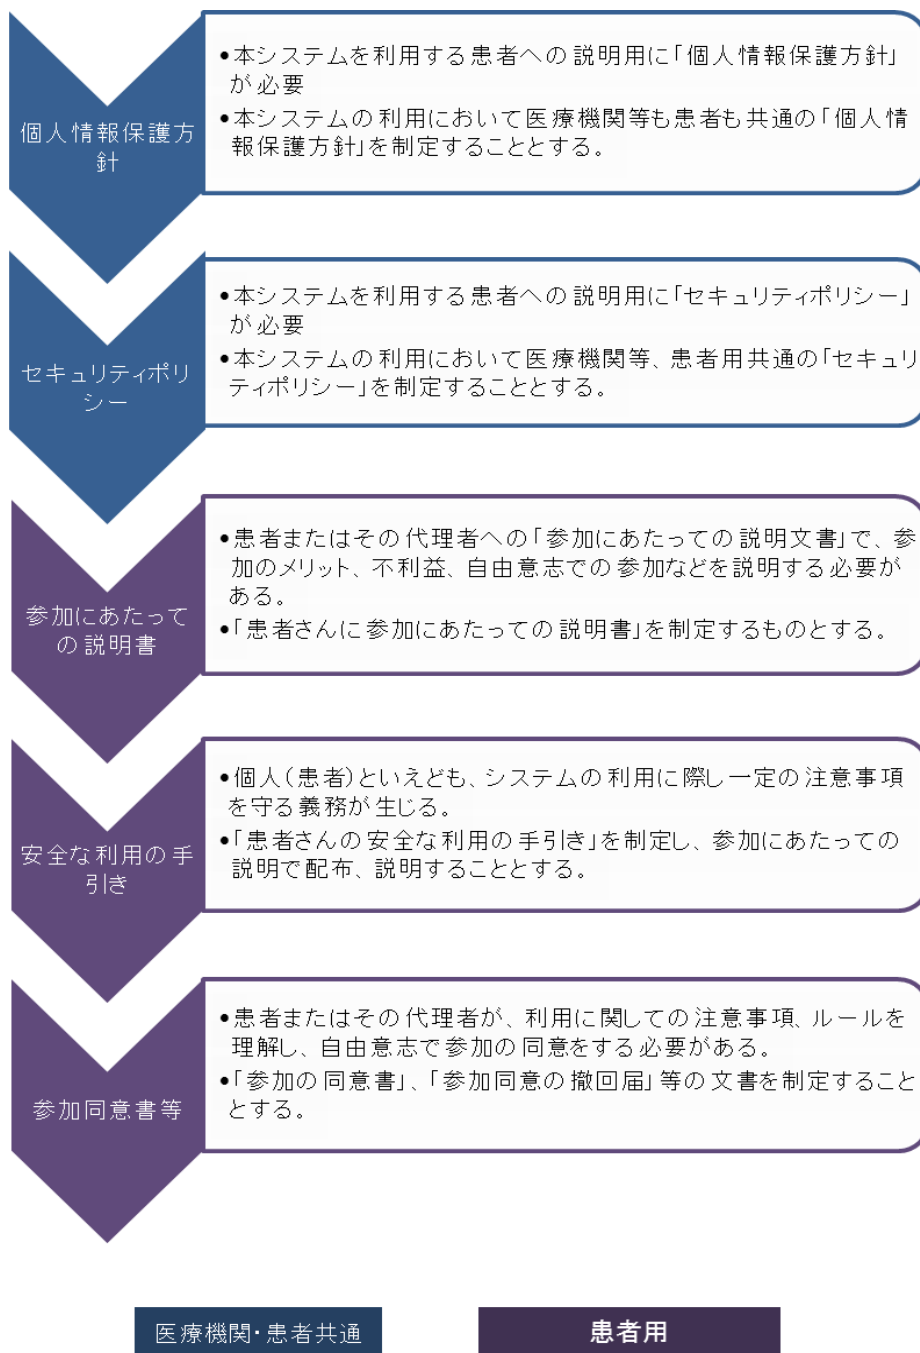 個人情報保護方
針
•本システムを利用する患者への説明用に「個人情報保護方針」
が必要
•本システムの利用において医療機関等も患者も共通の「個人情
報保護方針」を制定することとする。
セキュリティポリ
シー
•本システムを利用する患者への説明用に「セキュリティポリシー」
が必要
•本システムの利用において医療機関等、患者用共通の「セキュリ
ティポリシー」を制定することとする。
参加にあたって
の説明書
•患者またはその代理者への「参加にあたっての説明文書」で、参
加のメリット、不利益、自由意志での参加などを説明する必要が
ある。
•「患者さんに参加にあたっての説明書」を制定するものとする。
安全な利用の手
引き
•個人(患者)といえども、システムの利用に際し一定の注意事項
を守る義務が生じる。
•「患者さんの安全な利用の手引き」を制定し、参加にあたっての
説明で配布、説明することとする。
参加同意書等
•患者またはその代理者が、利用に関しての注意事項、ルールを
理解し、自由意志で参加の同意をする必要がある。
•「参加の同意書」、「参加同意の撤回届」等の文書を制定すること
とする。
医療機関・患者共通
患者用